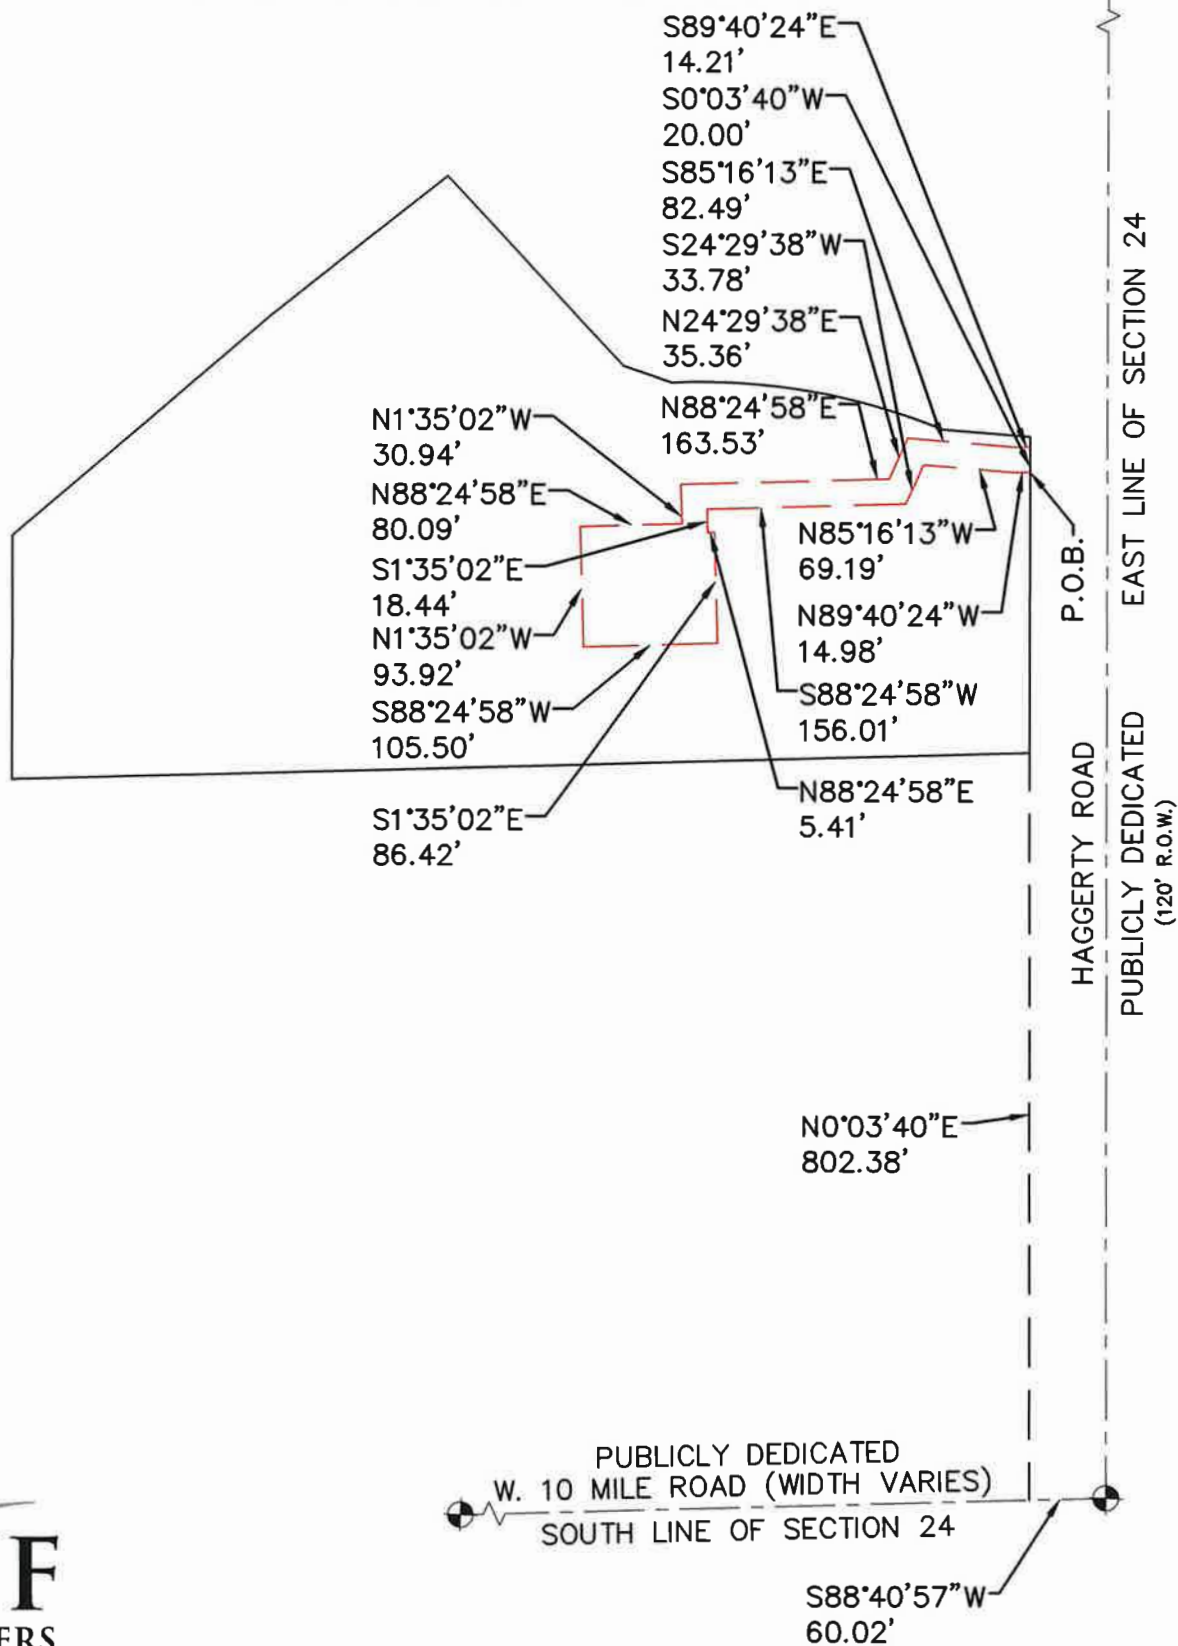 S89°40'24"E
14.21'
S0°03'40"W
20.00'
S85°16'13"E
82.49'
S24°29'38"W
33.78'
N24°29'38"E
35.36'
N88°24'58"E
163.53'
N1°35'02"W
30.94'
N88°24'58"E
80.09'
S1°35'02"E
18.44'
N1°35'02"W
93.92'
S88°24'58"W
105.50'
S1°35'02"E
86.42'
N85°16'13"W
69.19'
N89°40'24"W
14.98'
S88°24'58"W
156.01'
N88°24'58"E
5.41'
P.O.B.
EAST LINE OF SECTION 24
HAGGERTY ROAD
PUBLICLY DEDICATED
(120' R.O.W.)
N0°03'40"E
802.38'
PUBLICLY DEDICATED
W. 10 MILE ROAD (WIDTH VARIES)
SOUTH LINE OF SECTION 24
S88°40'57"W
60.02'
F
ERS